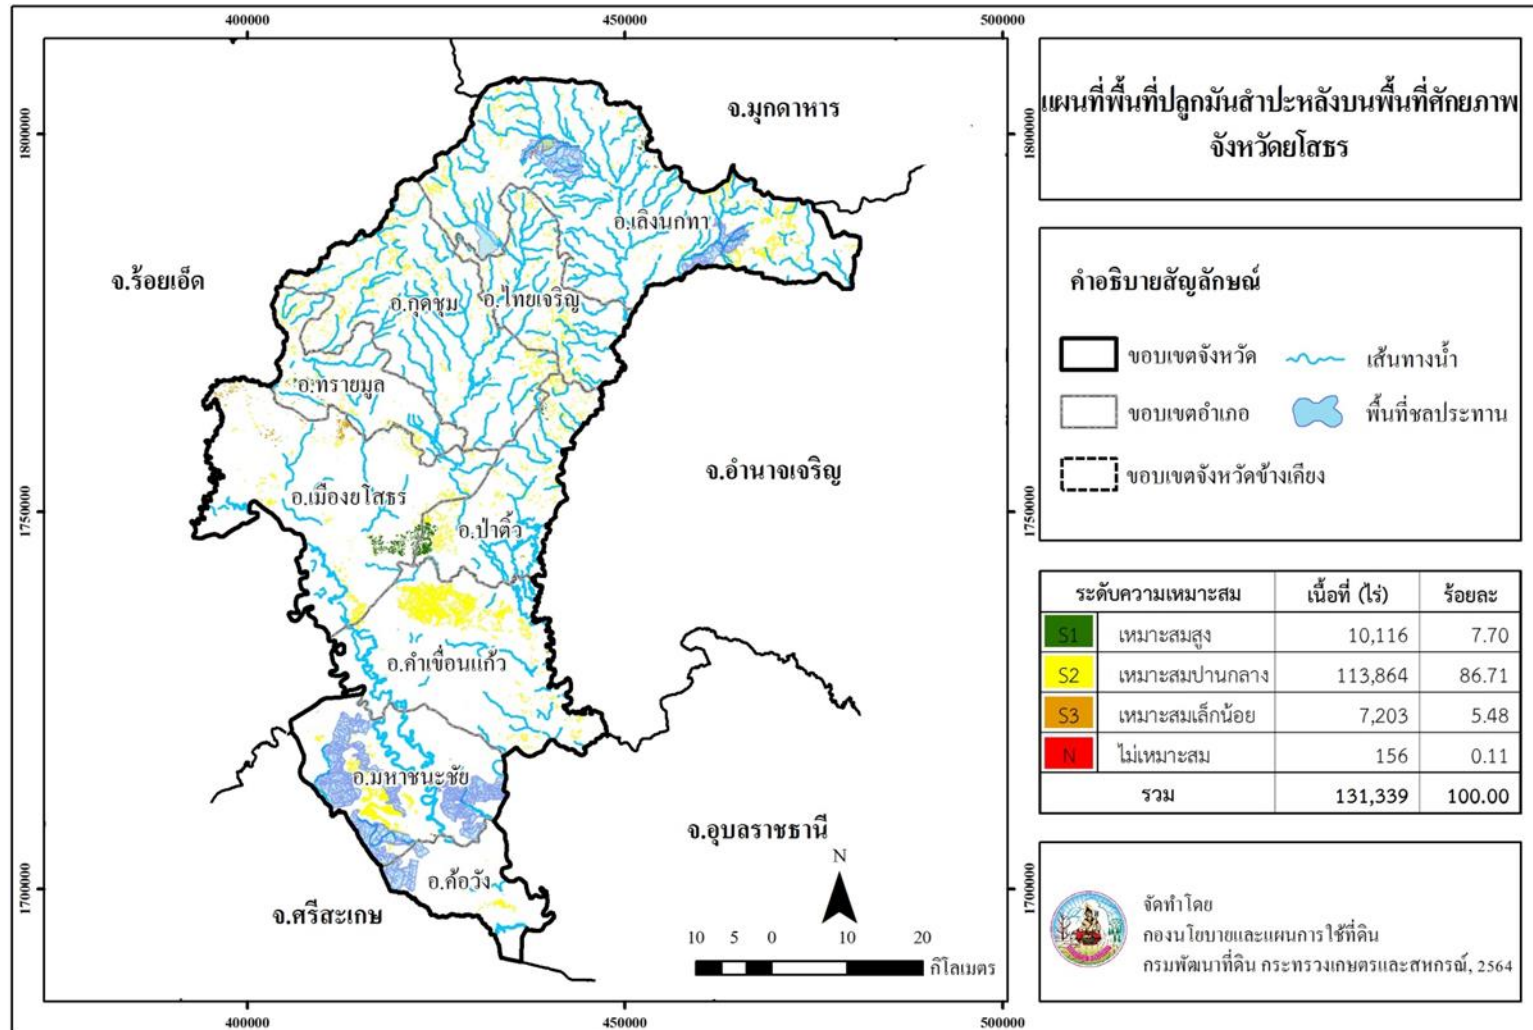 400000
450000
500000
แผนที่พื้นที่ปลูกมันสำปะหลังบนพื้นที่ศักยภาพ
จังหวัดยโสธร
จ.มุกดาหาร
1800000
1800000
อ.เลิงนกทา
จ.ร้อยเอ็ด
อ.กุดชุม
อ.ไทยเจริญ
อ.ทรายมูล
จ.อำนาจเจริญ
อ.เมืองยโสธร
1750000
1750000
อ.ป่าติ้ว
อ.คำเขื่อนแก้ว
อ.มหาชนะชัย
จ.อุบลราชธานี
อ.ค้อวัง
1700000
1700000
จ.ศรีสะเกษ
N
10 5 0 10 20
กิโลเมตร
400000
450000
500000
คำอธิบายสัญลักษณ์
ขอบเขตจังหวัด
เส้นทางน้ำ
ขอบเขตอำเภอ
พื้นที่ชลประทาน
ขอบเขตจังหวัดข้างเคียง
ระดับความเหมาะสม เนื้อที่ (ไร่) ร้อยละ
S1 เหมาะสมสูง 10,116 7.70
S2 เหมาะสมปานกลาง 113,864 86.71
S3 เหมาะสมเล็กน้อย 7,203 5.48
N ไม่เหมาะสม 156 0.11
รวม 131,339 100.00
จัดทำโดย
กองนโยบายและแผนการใช้ที่ดิน
กรมพัฒนาที่ดิน กระทรวงเกษตรและสหกรณ์, 2564